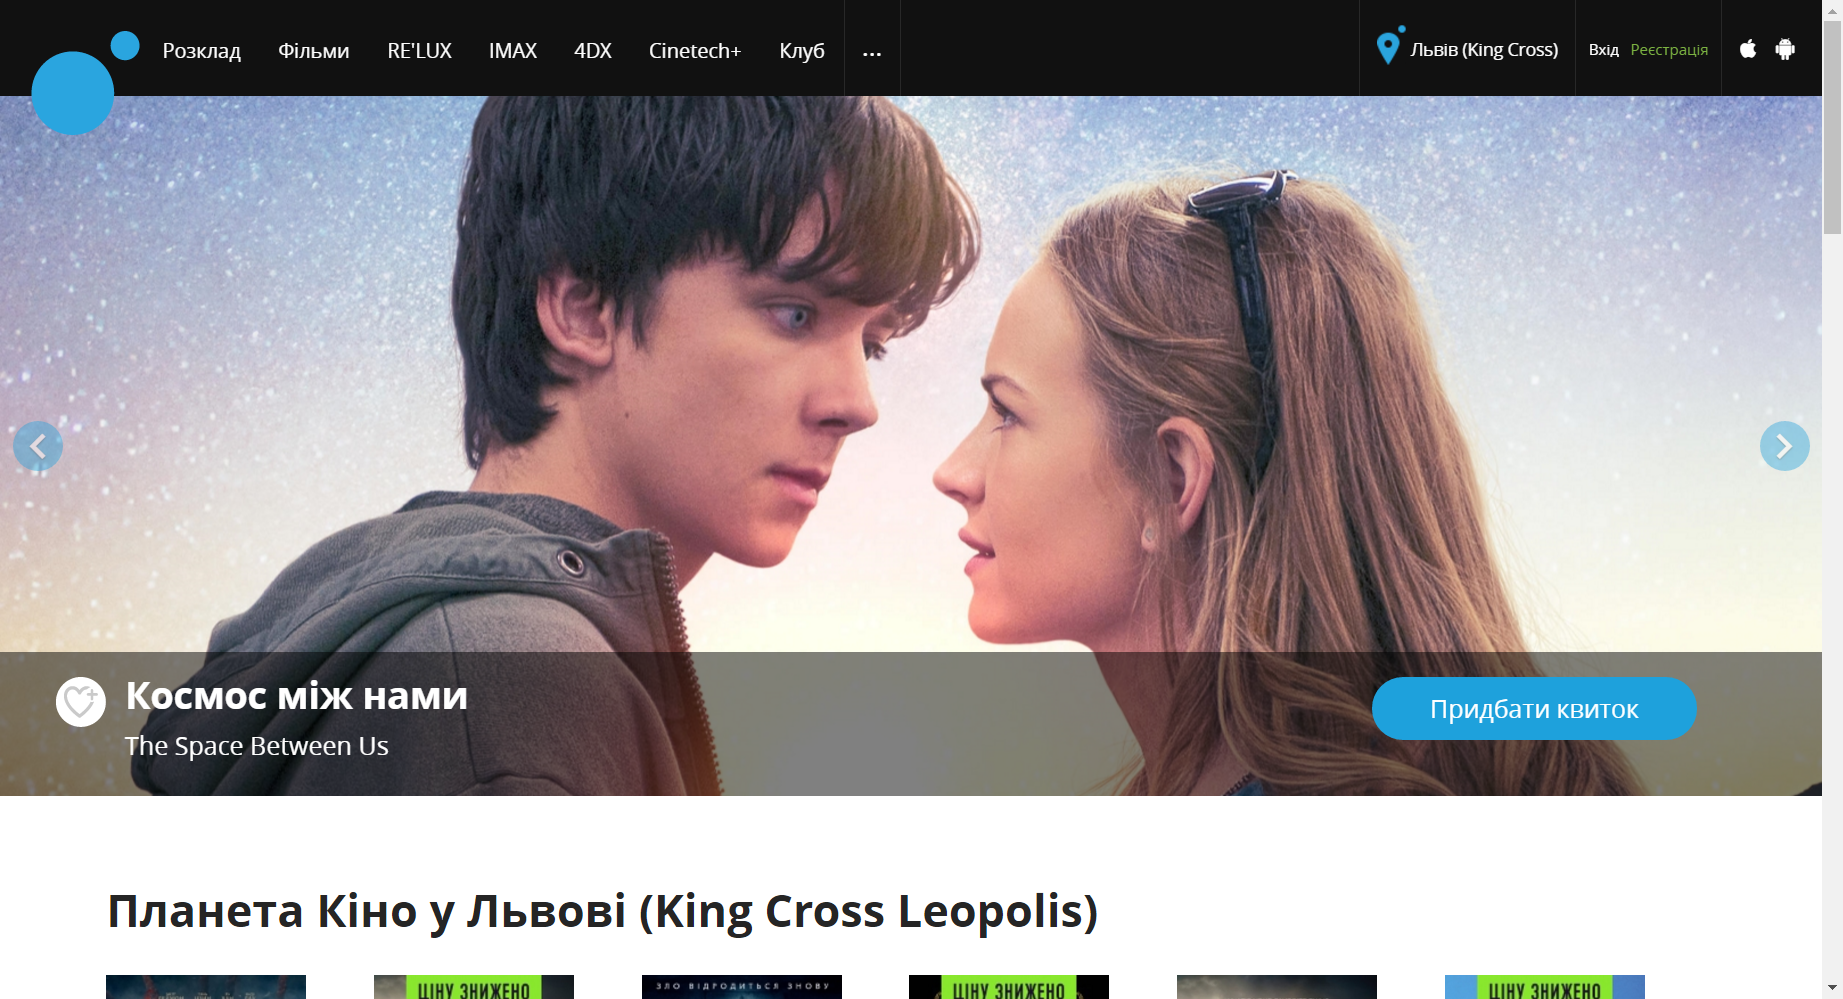 Розклад Фільми RE'LUX IMAX 4DX Cinetech+ Клуб ... Львів (King Cross) Вхід Реєстрація
Космос між нами
The Space Between Us
Придбати квиток
Планета Кіно у Львові (King Cross Leopolis)
ЦІНУ ЗНИЖЕНО
ЗЛО ВІДРОДИТЬСЯ ЗНОВУ
ЦІНУ ЗНИЖЕНО
ЦІНУ ЗНИЖЕНО